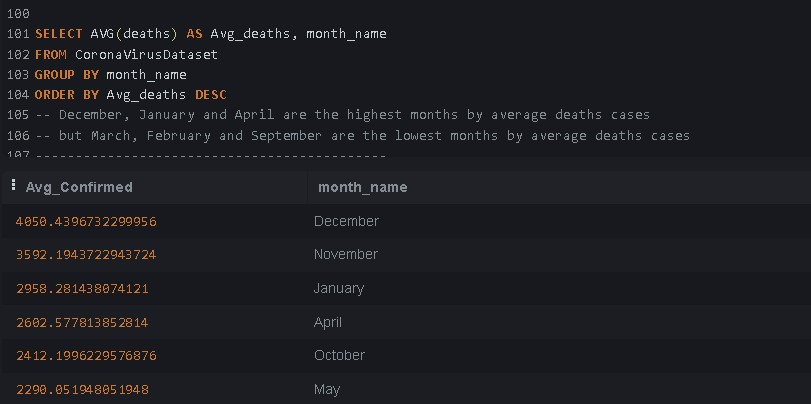 100
101 SELECT AVG(deaths) AS Avg_deaths, month_name
102 FROM CoronaVirusDataset
103 GROUP BY month_name
104 ORDER BY Avg_deaths DESC
105 -- December, January and April are the highest months by average deaths cases
106 -- but March, February and September are the lowest months by average deaths cases
107 --------------------------------------------
Avg_Confirmed month_name
4050.4396732299956 December
3592.1943722943724 November
2958.281438074121 January
2602.577813852814 April
2412.1996229576876 October
2290.051948051948 May